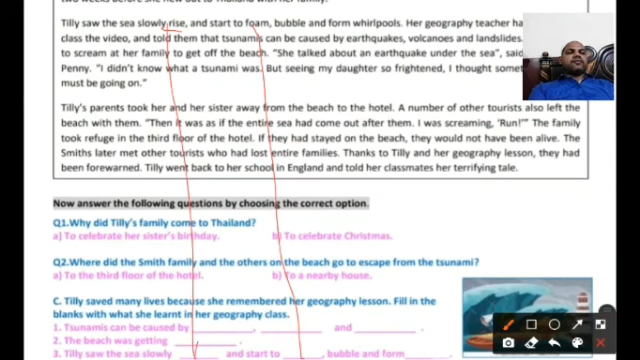 two weeks before she flew out to Thailand with her family.
Tilly saw the sea slowly rise, and start to foam, bubble and form whirlpools. Her geography teacher ha
class the video, and told them that tsunamis can be caused by earthquakes, volcanoes and landslides.
to scream at her family to get off the beach. “She talked about an earthquake under the sea”, said
Penny. “I didn’t know what a tsunami was. But seeing my daughter so frightened, I thought somet
must be going on.”
Tilly’s parents took her and her sister away from the beach to the hotel. A number of other tourists also left the
beach with them. “Then it was as if the entire sea had come out after them. I was screaming, ‘Run!’” The family
took refuge in the third floor of the hotel. If they had stayed on the beach, they would not have been alive. The
Smiths later met other tourists who had lost entire families. Thanks to Tilly and her geography lesson, they had
been forewarned. Tilly went back to her school in England and told her classmates her terrifying tale.
Now answer the following questions by choosing the correct option.
Q1.Why did Tilly’s family come to Thailand?
a) To celebrate her sister’s birthday. b) To celebrate Christmas.
Q2.Where did the Smith family and the others on the beach go to escape from the tsunami?
a) To the third floor of the hotel. b) To a nearby house.
C. Tilly saved many lives because she remembered her geography lesson. Fill in the
blanks with what she learnt in her geography class.
1. Tsunamis can be caused by __________, __________ and __________ .
2. The beach was getting __________.
3. Tilly saw the sea slowly ______ and start to ______, bubble and form______